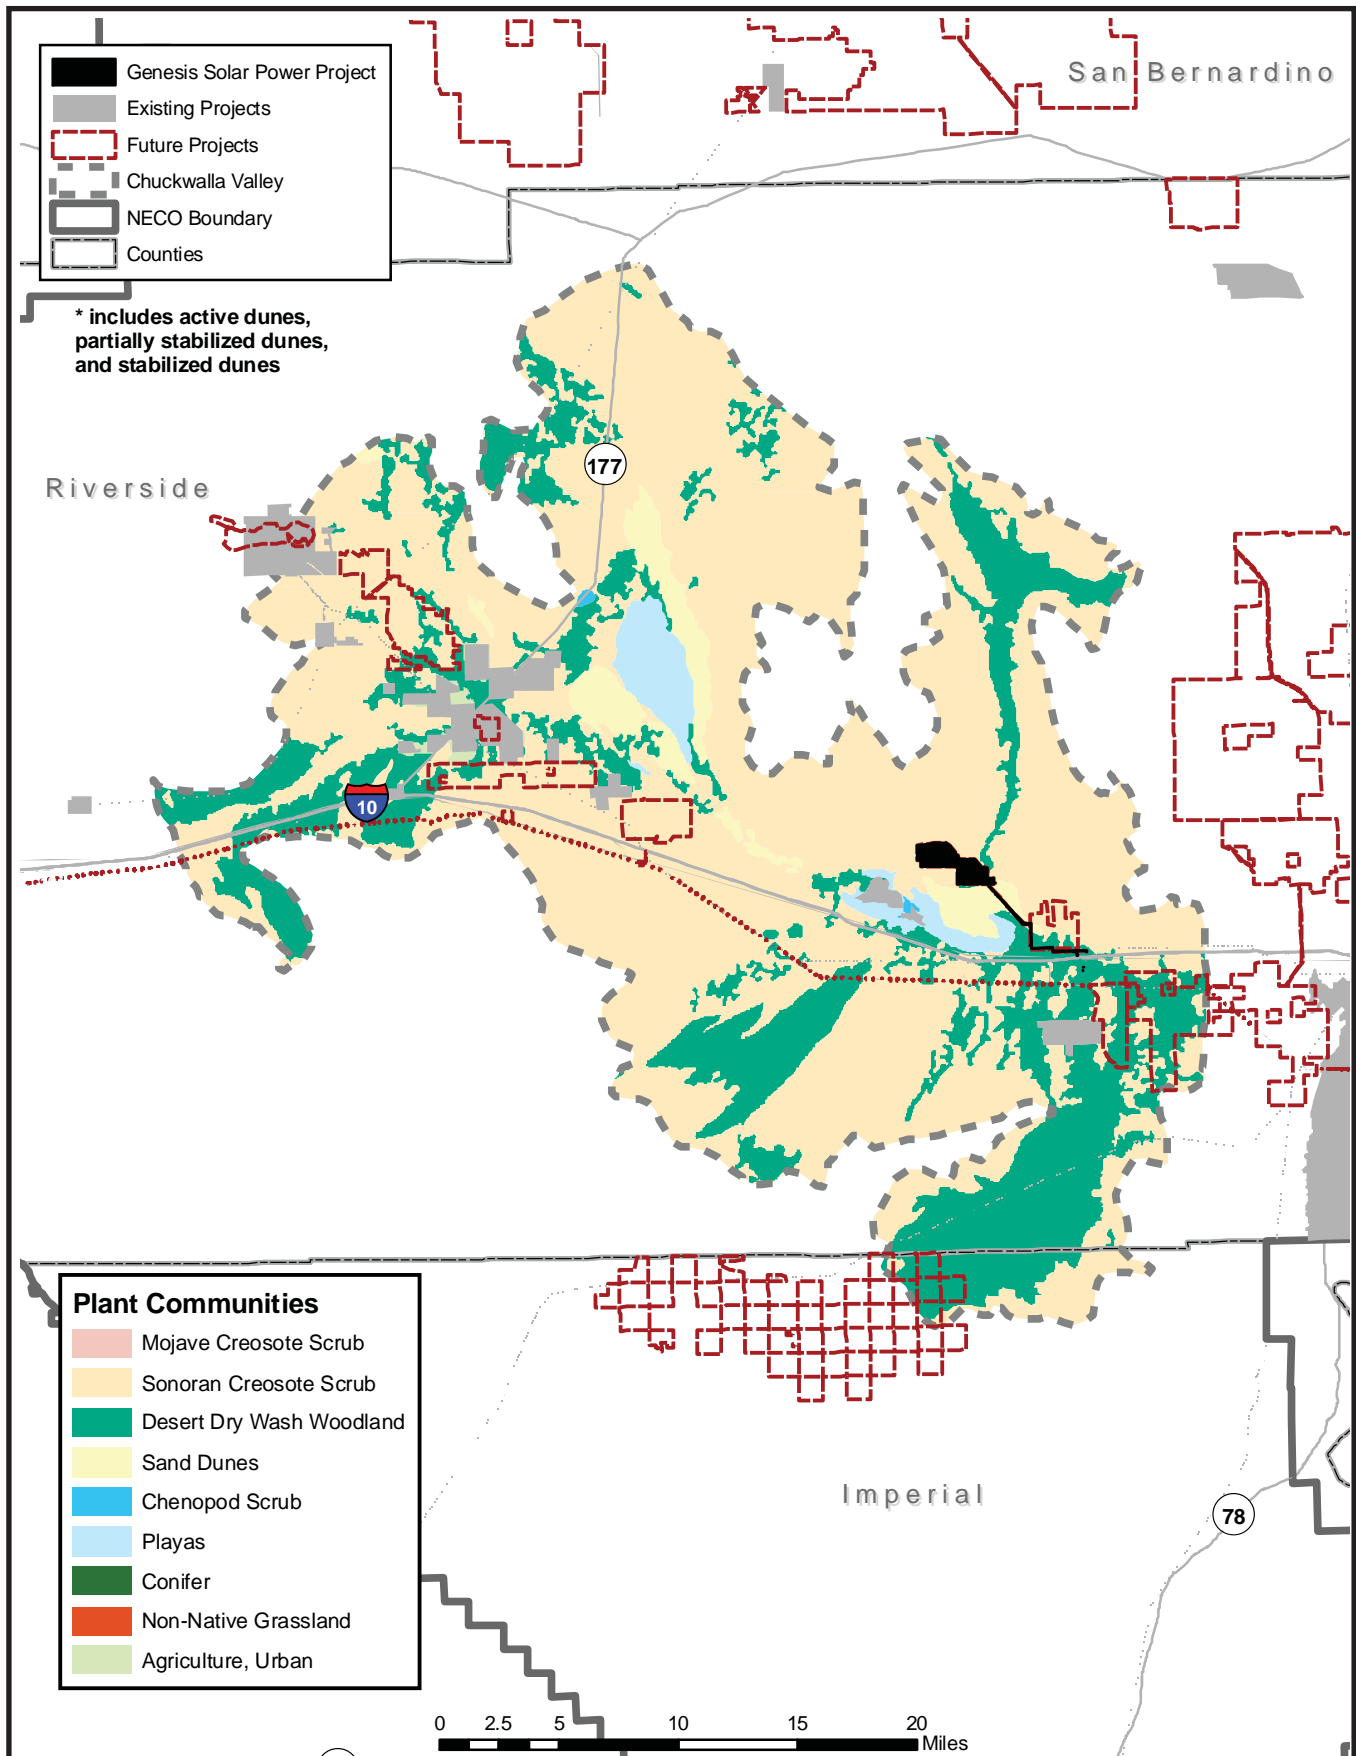 San Bernardino
Genesis Solar Power Project
Existing Projects
Future Projects
Chuckwalla Valley
NECO Boundary
Counties
* includes active dunes,
partially stabilized dunes,
and stabilized dunes
177
Riverside
10
Plant Communities
Mojave Creosote Scrub
Sonoran Creosote Scrub
Desert Dry Wash Woodland
Sand Dunes
Chenopod Scrub
Playas
Conifer
Non-Native Grassland
Agriculture, Urban
Imperial
78
0 2.5 5 10 15 20
Miles